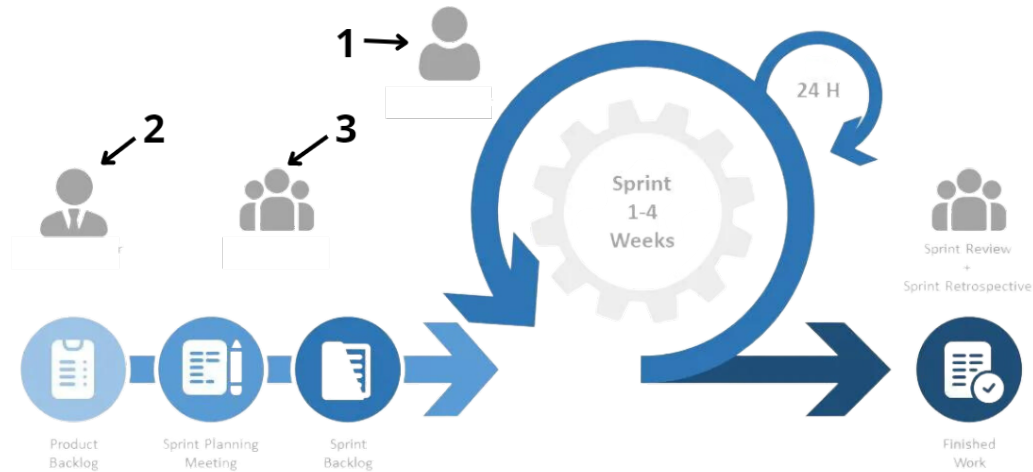 1
2
3
24 H
Sprint
1-4
Weeks
r
Sprint Review
+
Sprint Retrospective
Product
Backlog
Sprint Planning
Meeting
Sprint
Backlog
Finished
Work